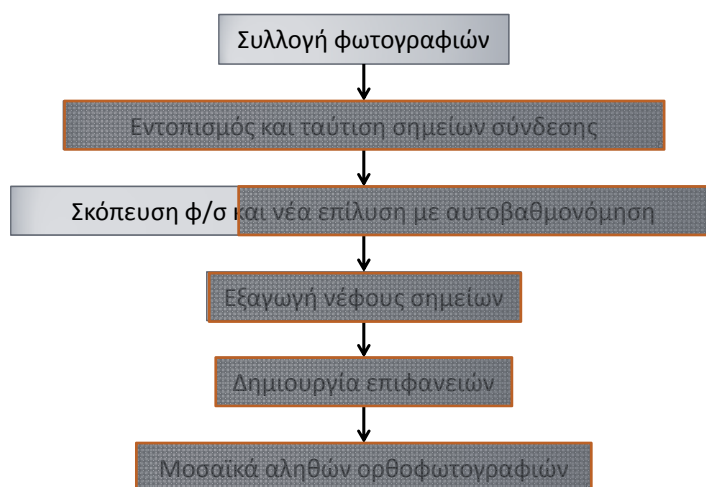 Συλλογή φωτογραφιών
Εντοπισμός και ταύτιση σημείων σύνδεσης
Σκόπευση φ/σ και νέα επίλυση με αυτοβαθμονόμηση
Εξαγωγή νέφους σημείων
Δημιουργία επιφανειών
Μοσαϊκά αληθών ορθοφωτογραφιών